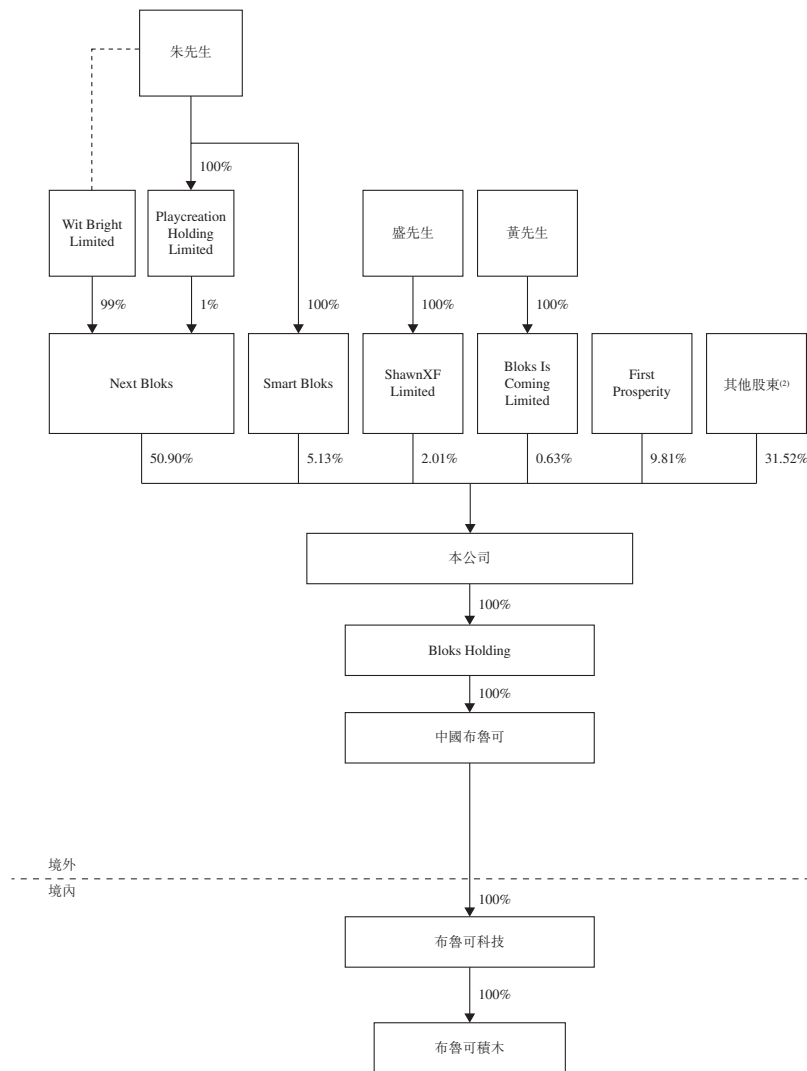 朱先生
100%
Wit Bright
Limited
Playcreation
Holding
Limited
盛先生
黃先生
99%
1%
100%
100%
100%
Next Bloks
Smart Bloks
ShawnXF
Limited
Bloks Is
Coming
Limited
First
Prosperity
其他股東(2)
50.90%
5.13%
2.01%
0.63%
9.81%
31.52%
本公司
100%
Bloks Holding
100%
中國布魯可
境外
境內
100%
布魯可科技
100%
布魯可積木